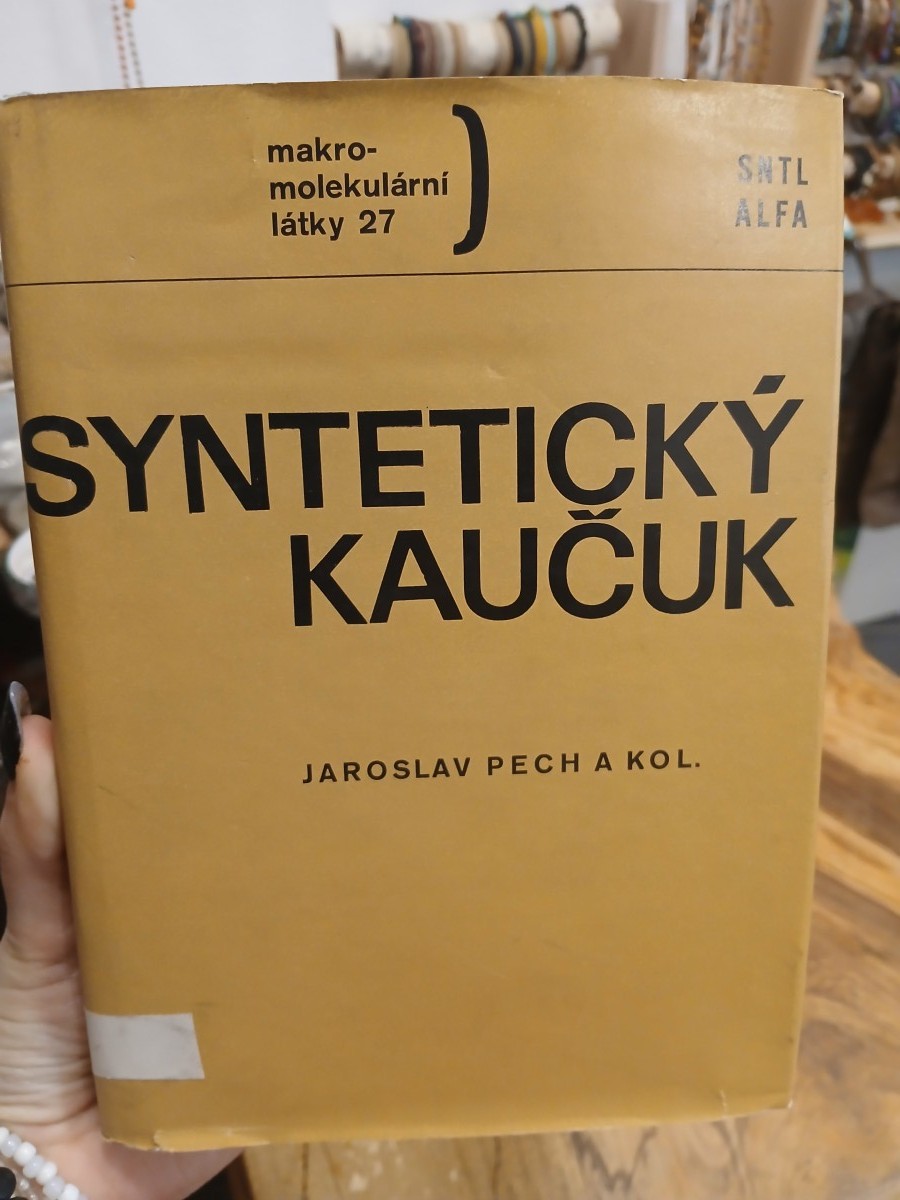 makro-
molekulární
látky 27
SNTL
ALFA
SYNTETICKÝ
KAUČUK
JAROSLAV PECH A KOL.